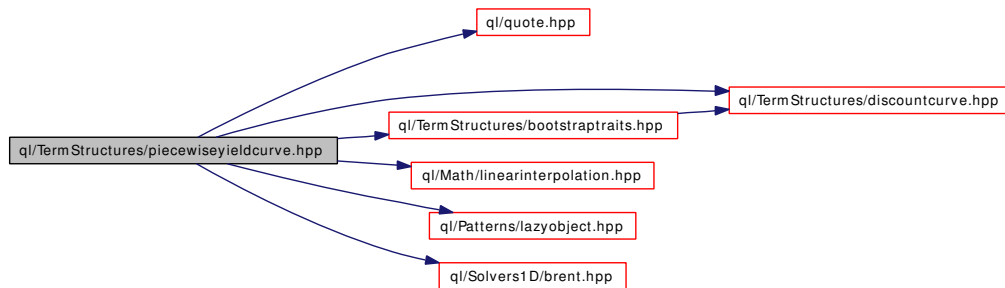 ql/quote.hpp
ql/TermStructures/discountcurve.hpp
ql/TermStructures/bootstraptraits.hpp
ql/TermStructures/piecewiseyieldcurve.hpp
ql/Math/linearinterpolation.hpp
ql/Patterns/lazyobject.hpp
ql/Solvers1D/brent.hpp